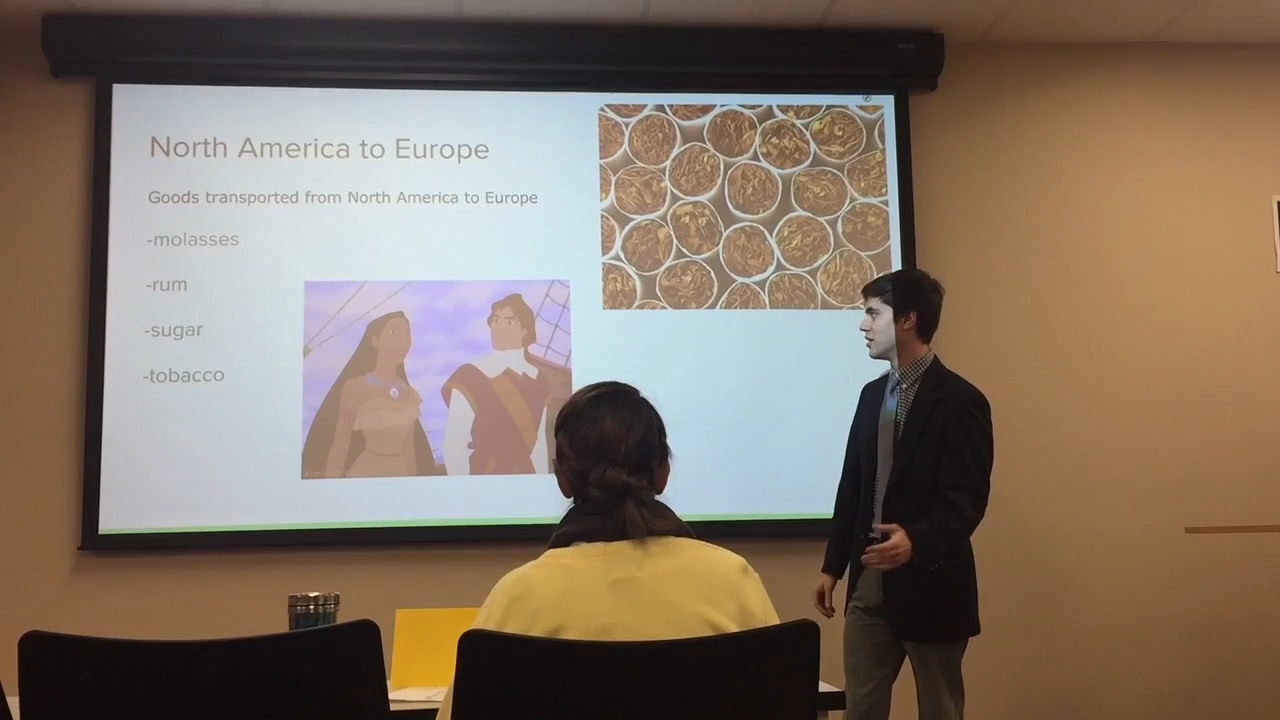 North America to Europe
Goods transported from North America to Europe
-molasses
-rum
-sugar
-tobacco